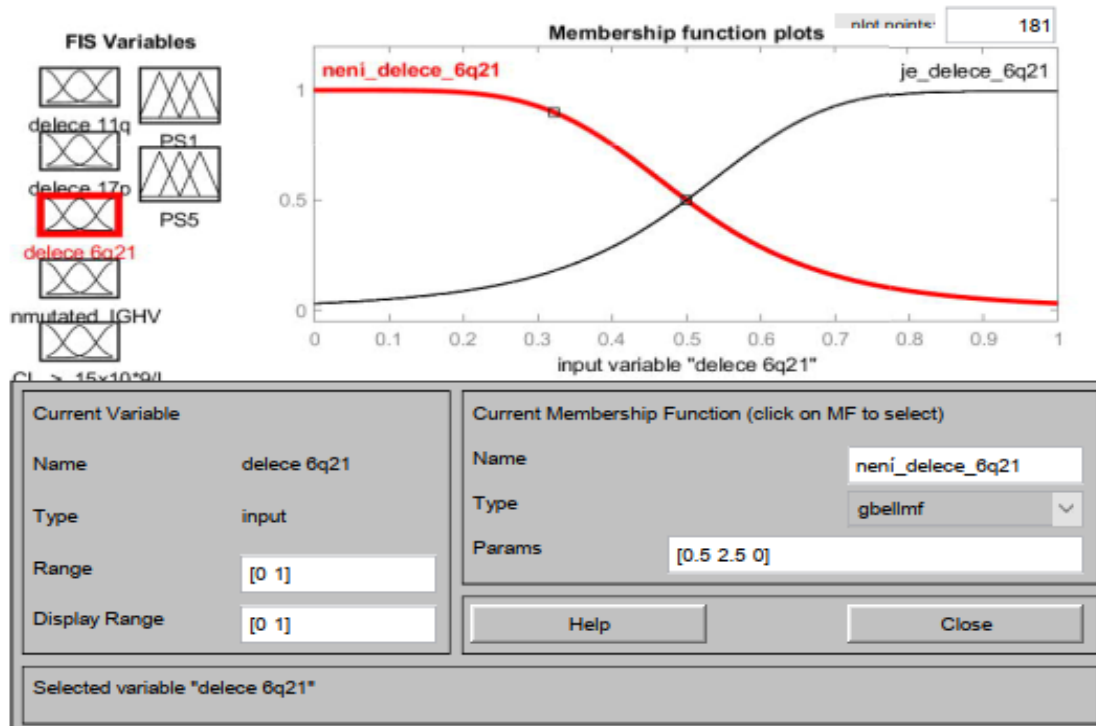 FIS Variables
Membership function plots
plot points:
181
delece 11q
PS1
delece 17p
PS5
delece 6q21
nmutated_IGHV
CL > 15x10*9/L
neni_delece_6q21
je_delece_6q21
1
0.5
0
0 0.1 0.2 0.3 0.4 0.5 0.6 0.7 0.8 0.9 1
input variable "delece 6q21"
Current Variable
Name delece 6q21
Type input
Range [0 1]
Display Range [0 1]
Current Membership Function (click on MF to select)
Name není_delece_6q21
Type gbellmf
Params [0.5 2.5 0]
Help Close
Selected variable "delece 6q21"